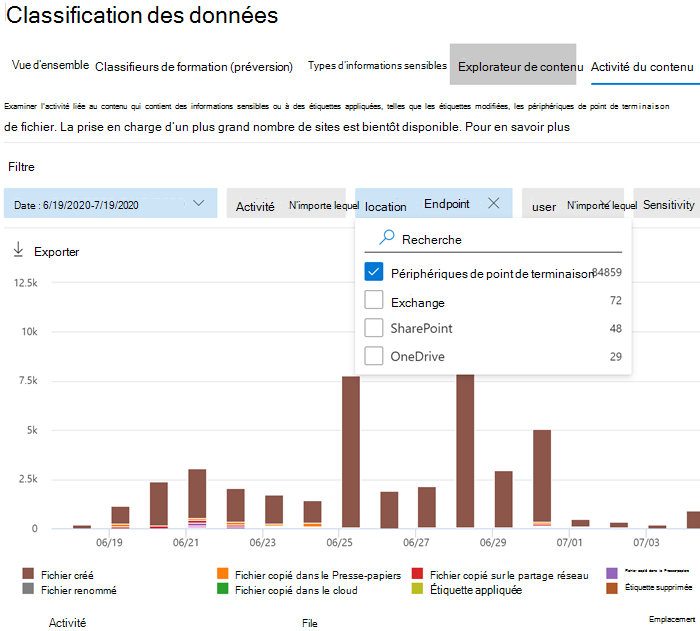 Classification des données
Vue d'ensemble Classifieurs de formation (préversion) Types d'informations sensibles Explorateur de contenu Activité du contenu
Examiner l'activité liée au contenu qui contient des informations sensibles ou à des étiquettes appliquées, telles que les étiquettes modifiées, les périphériques de point de terminaison
de fichier. La prise en charge d'un plus grand nombre de sites est bientôt disponible. Pour en savoir plus
Filtre
Date : 6/19/2020-7/19/2020 Activité N'importe lequel location Endpoint user N'importe lequel Sensitivity
Exporter
Recherche
Périphériques de point de terminaison 84859
Exchange 72
SharePoint 48
OneDrive 29
12.5k
10k
7.5k
5k
2.5k
0
06/19 06/21 06/23 06/25 06/27 06/29 07/01 07/03
Fichier créé Fichier copié dans le Presse-papiers Fichier copié sur le partage réseau Fichier copié dans le Presse-papiers
Fichier renommé Fichier copié dans le cloud Étiquette appliquée Étiquette supprimée
Activité File Emplacement